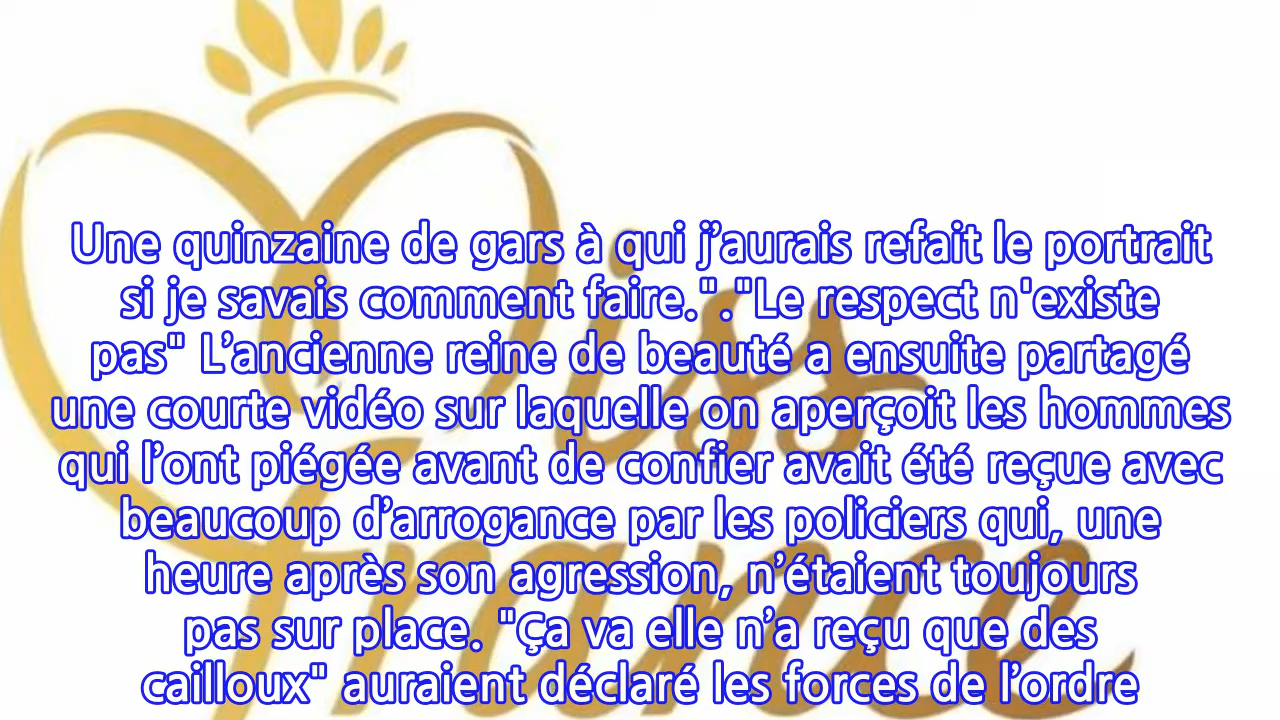 Une quinzaine de gars à qui j’aurais refait le portrait
si je savais comment faire."."Le respect n'existe
pas" L’ancienne reine de beauté a ensuite partagé
une courte vidéo sur laquelle on aperçoit les hommes
qui l’ont piégée avant de confier avait été reçue avec
beaucoup d’arrogance par les policiers qui, une
heure après son agression, n’étaient toujours
pas sur place. "Ça va elle n’a reçu que des
cailloux" auraient déclaré les forces de l’ordre
Miss
France